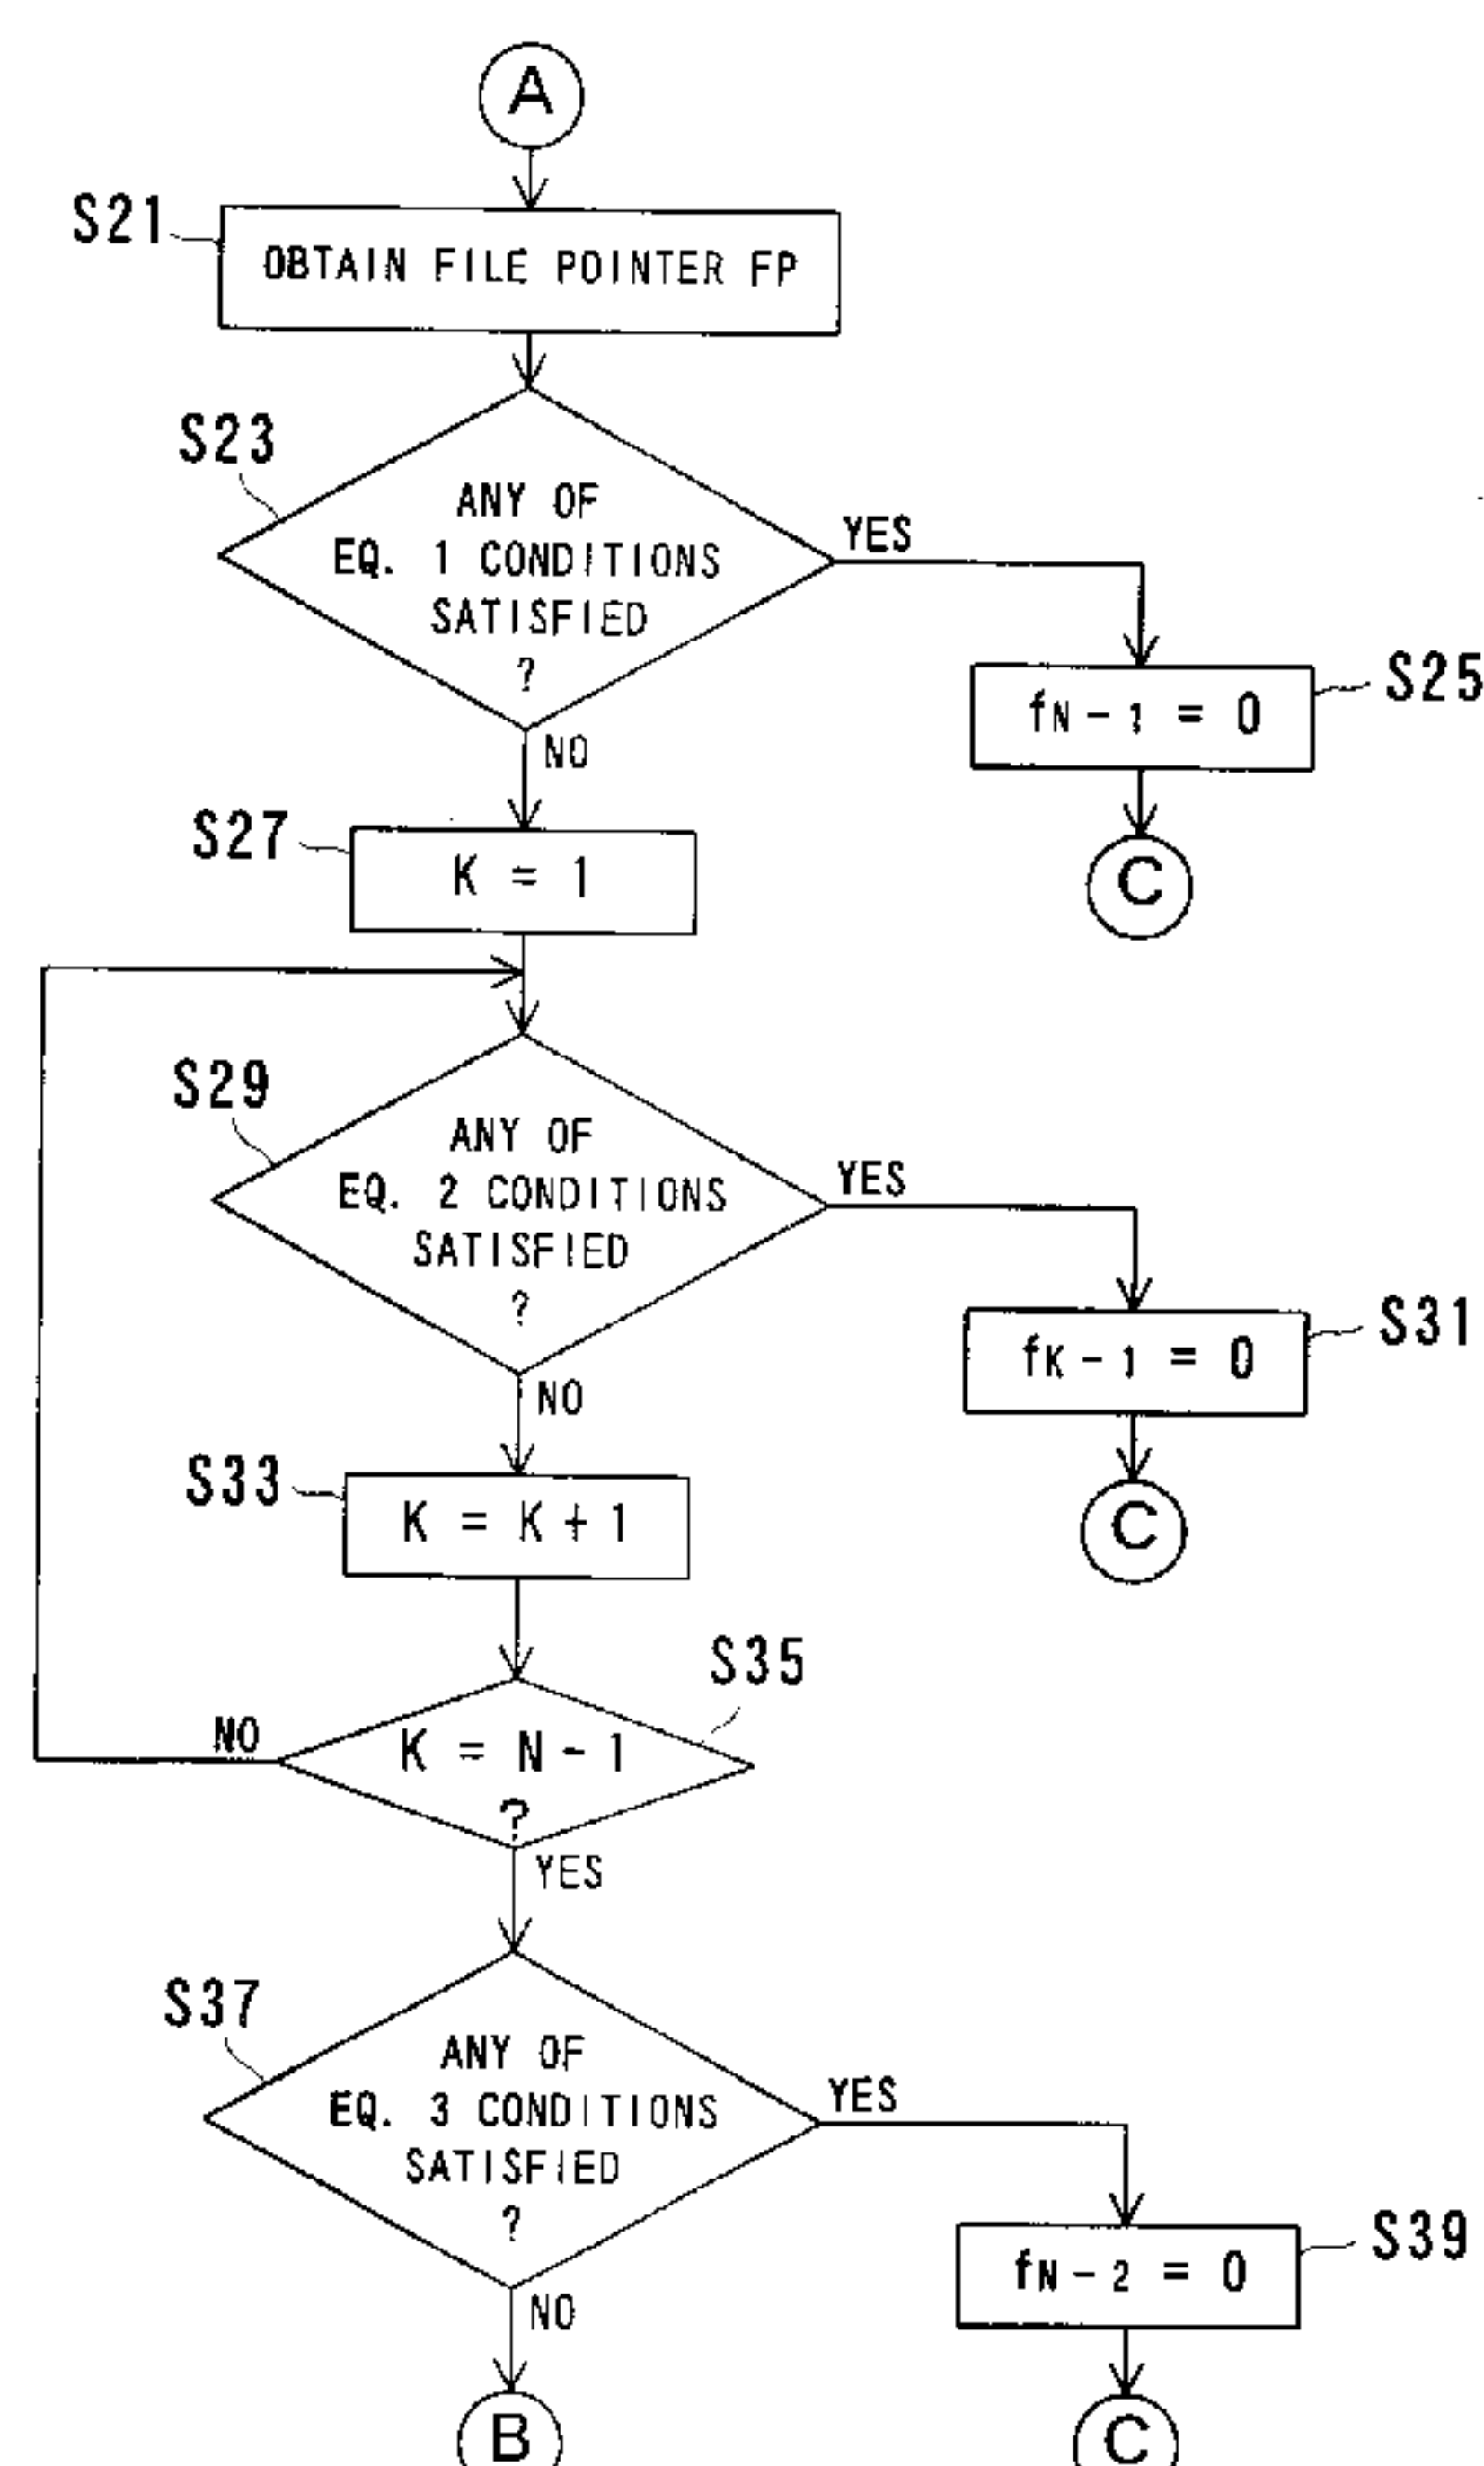 A
S21
OBTAIN FILE POINTER FP
S23
ANY OF
EQ. 1 CONDITIONS
SATISFIED
?
YES
S25
fN-1 = 0
NO
C
S27
K = 1
S29
ANY OF
EQ. 2 CONDITIONS
SATISFIED
?
YES
S31
fK-1 = 0
NO
C
S33
K = K+1
S35
K = N-1
?
NO
YES
S37
ANY OF
EQ. 3 CONDITIONS
SATISFIED
?
YES
S39
fN-2 = 0
NO
B
C